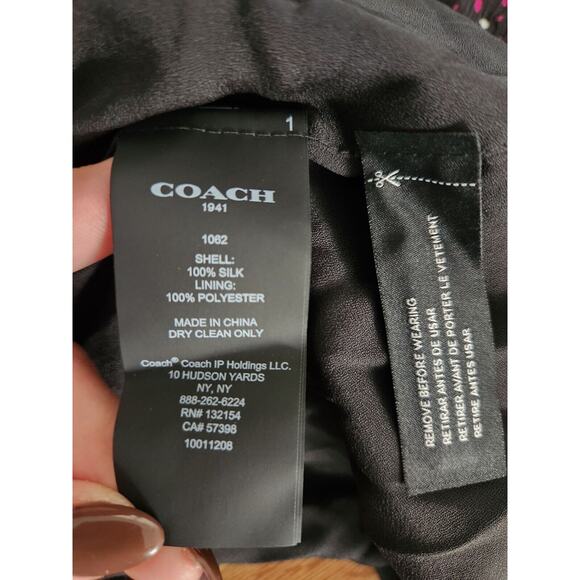 1
COACH
1941
1062
SHELL:
100% SILK
LINING:
100% POLYESTER
MADE IN CHINA
DRY CLEAN ONLY
Coach® Coach IP Holdings LLC.
10 HUDSON YARDS
NY, NY
888-262-6224
RN# 132154
CA# 57398
10011208
REMOVE BEFORE WEARING
RETIRAR ANTES DE USAR
RETIRER AVANT DE PORTER LE VETEMENT
RETIRE ANTES USAR